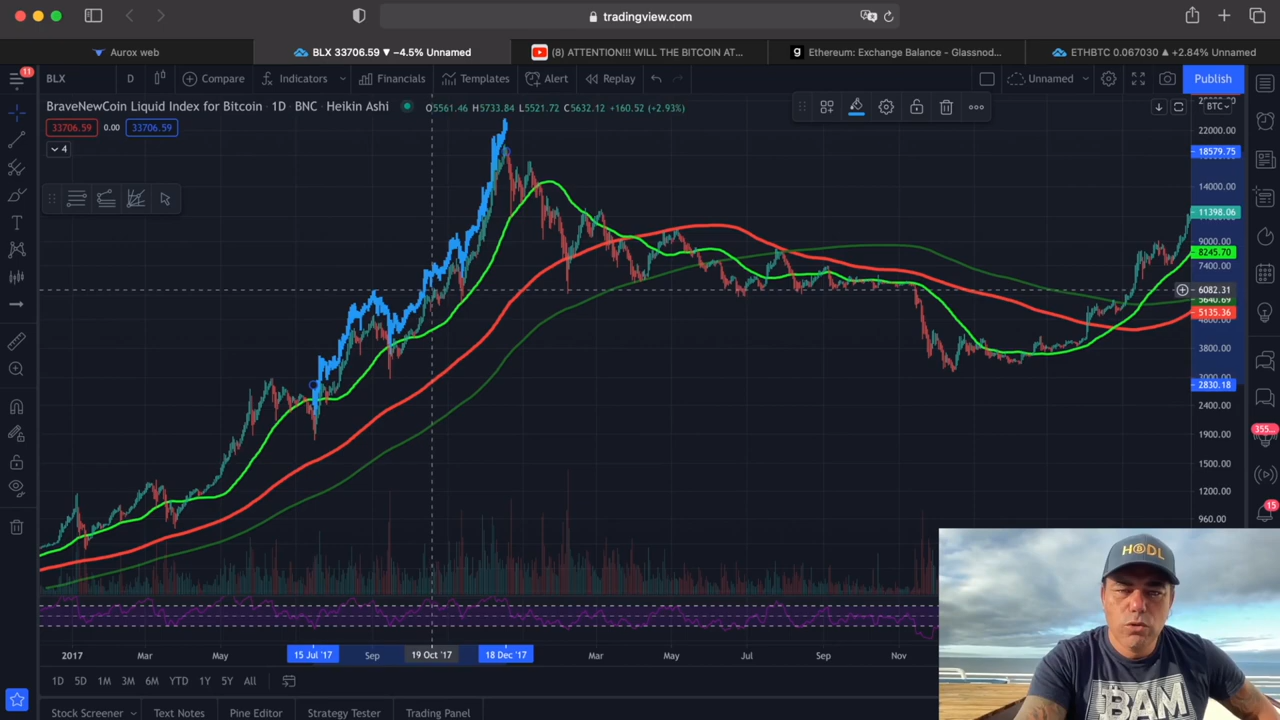 tradingview.com
Aurox web
BLX 33706.59 ▼ −4.5% Unnamed
(8) ATTENTION!!! WILL THE BITCOIN AT...
Ethereum: Exchange Balance - Glassnod...
ETHBTC 0.067030 ▲ +2.84% Unnamed
11
BLX
D
Compare
Indicators
Financials
Templates
Alert
Replay
Unnamed
Publish
BraveNewCoin Liquid Index for Bitcoin · 1D · BNC · Heikin Ashi
O5561.46 H5733.84 L5521.72 C5632.12 +160.52 (+2.93%)
BTC
33706.59
0.00
33706.59
4
22000.00
18579.75
14000.00
11398.06
9000.00
8245.70
7400.00
6082.31
5640.69
5135.36
3800.00
2830.18
2400.00
1900.00
1500.00
1200.00
960.00
355...
15
2017
Mar
May
15 Jul '17
Sep
19 Oct '17
18 Dec '17
Mar
May
Jul
Sep
Nov
1D
5D
1M
3M
6M
YTD
1Y
5Y
ALL
Stock Screener
Text Notes
Pine Editor
Strategy Tester
Trading Panel
H₿DL
BAM